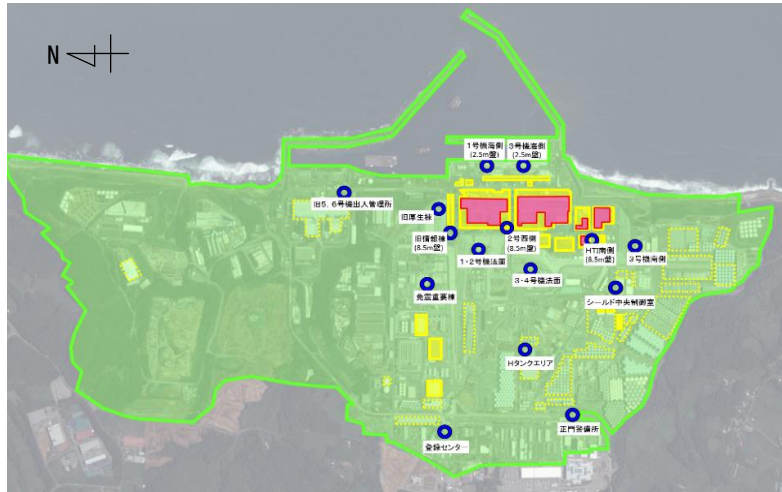 N
1号機海側
(2.5m盤)
3号機海側
(2.5m盤)
旧5,6号機出入管理所
旧厚生棟
旧情報棟
(8.5m盤)
2号西側
(8.5m盤)
1・2号機法面
HTI南側
(8.5m盤)
3号機南側
3・4号機法面
免震重要棟
シールド中央制御室
Hタンクエリア
正門警備所
登録センター